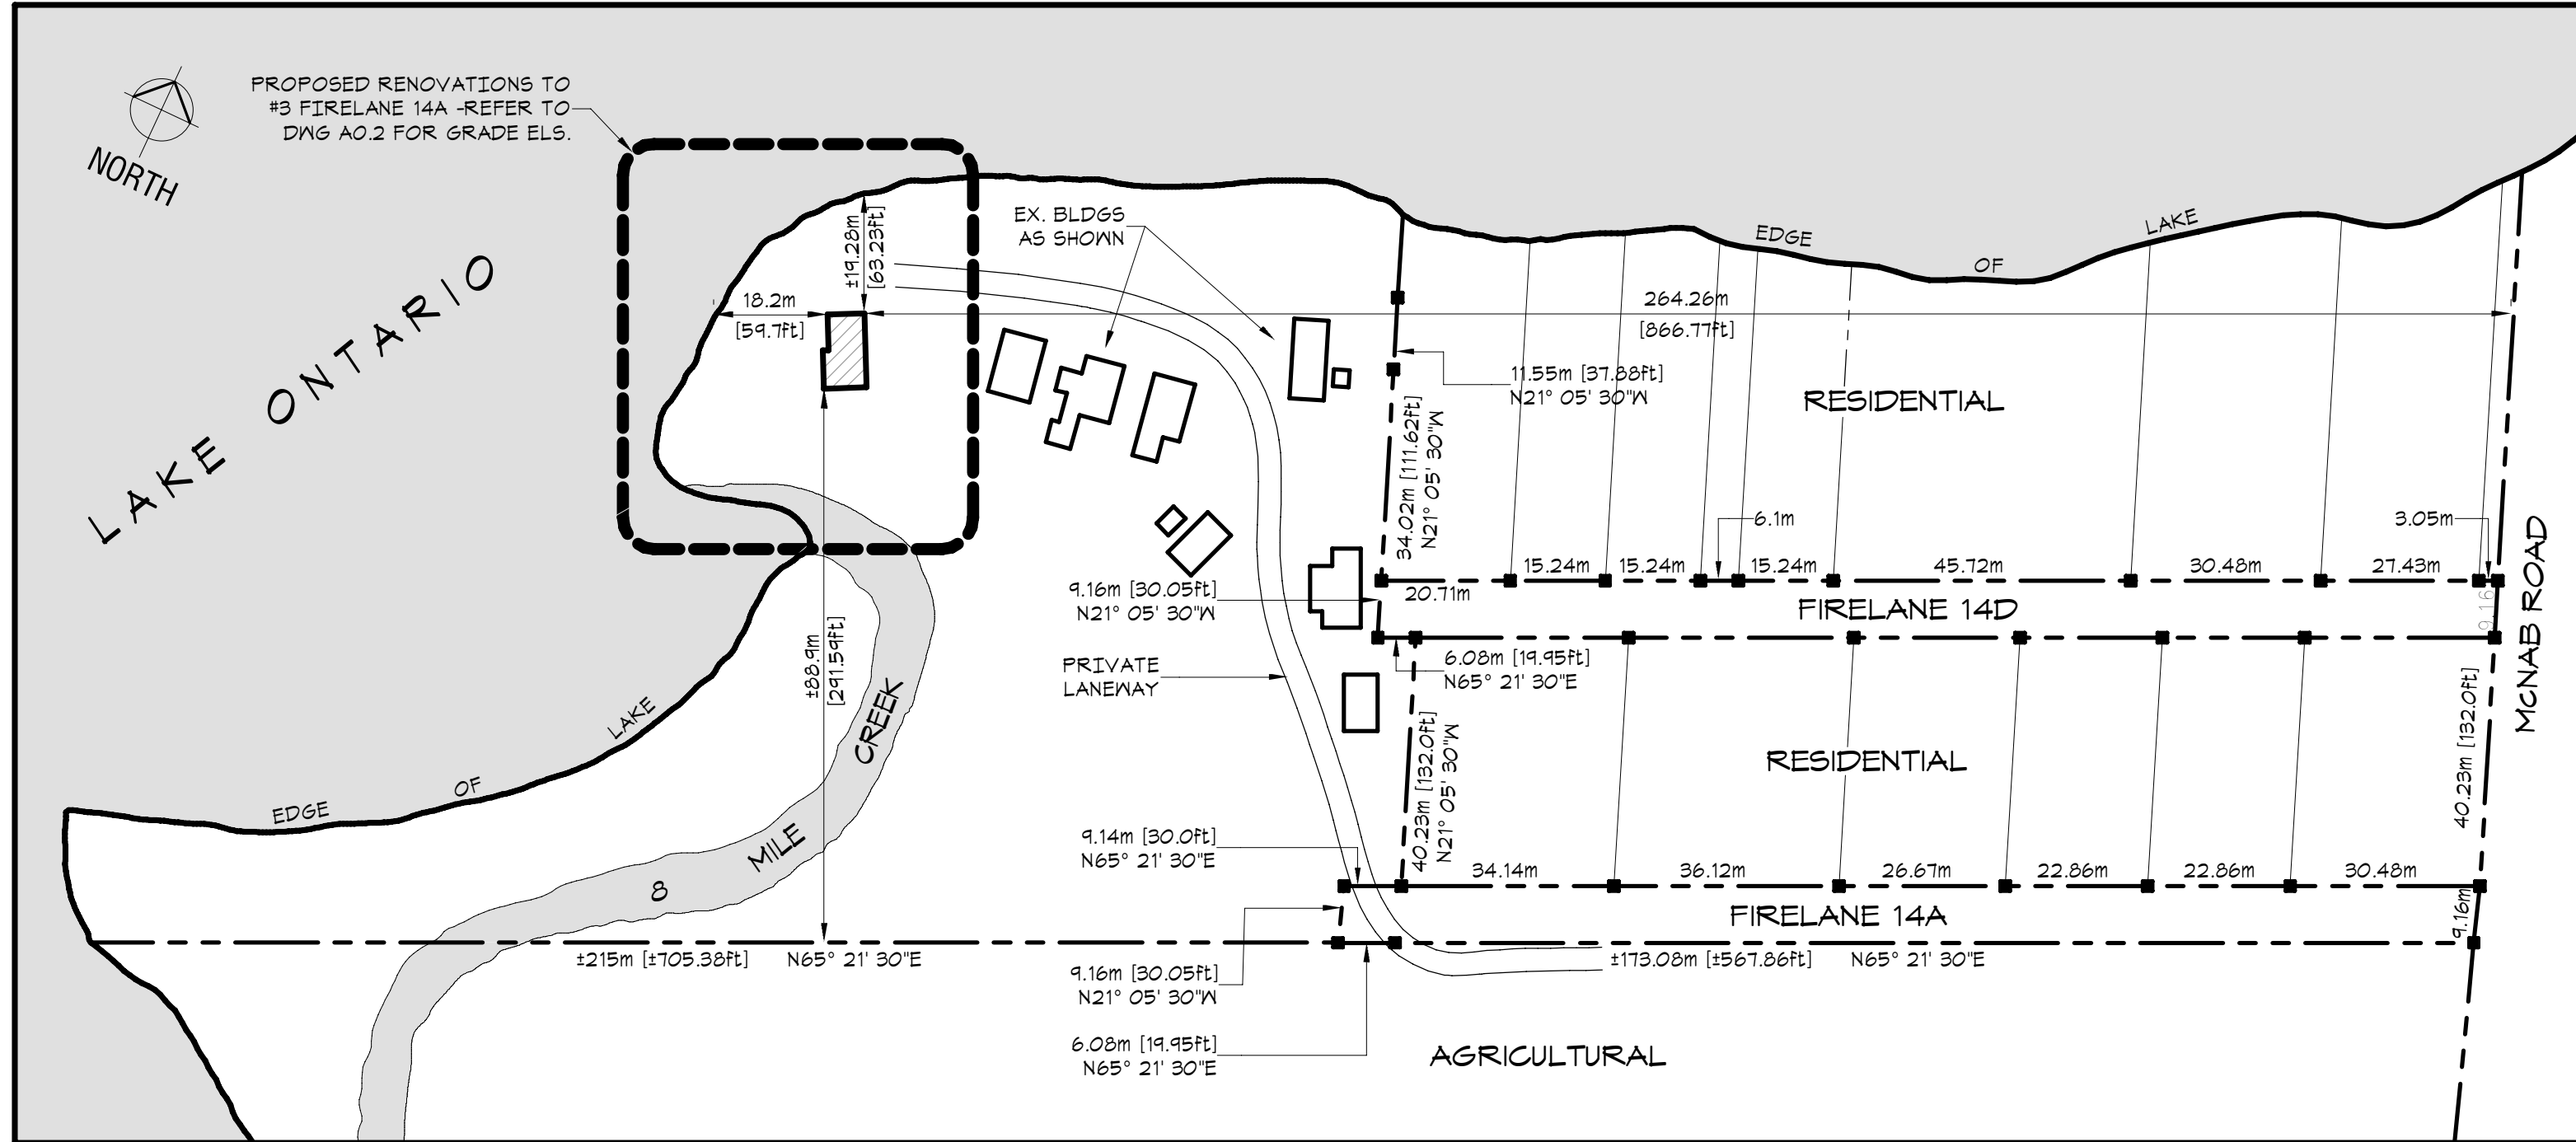 PROPOSED RENOVATIONS TO
#3 FIRELANE 14A -REFER TO
DWG A0.2 FOR GRADE ELS.
NORTH
LAKE ONTARIO
±19.28m
[63.23ft]
18.2m
[59.7ft]
EX. BLDGS
AS SHOWN
264.26m
[866.77ft]
EDGE OF LAKE
11.55m [37.88ft]
N21° 05' 30"W
RESIDENTIAL
34.02m [111.62ft]
N21° 05' 30"W
6.1m
3.05m
15.24m
15.24m
15.24m
45.72m
30.48m
27.43m
20.71m
9.16m [30.05ft]
N21° 05' 30"W
FIRELANE 14D
9.16
MCNAB ROAD
6.08m [19.95ft]
N65° 21' 30"E
PRIVATE
LANEWAY
±88.9m
[291.59ft]
RESIDENTIAL
40.23m [132.0ft]
N21° 05' 30"W
40.23m [132.0ft]
EDGE OF LAKE
8 MILE CREEK
9.14m [30.0ft]
N65° 21' 30"E
34.14m
36.12m
26.67m
22.86m
22.86m
30.48m
FIRELANE 14A
9.16m
±215m [±705.38ft] N65° 21' 30"E
±173.08m [±567.86ft] N65° 21' 30"E
9.16m [30.05ft]
N21° 05' 30"W
6.08m [19.95ft]
N65° 21' 30"E
AGRICULTURAL